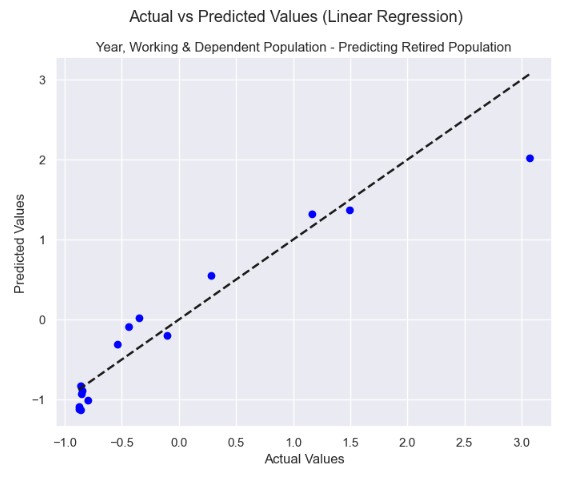 Actual vs Predicted Values (Linear Regression)
Year, Working & Dependent Population - Predicting Retired Population
3
2
1
0
−1
Predicted Values
−1.0 −0.5 0.0 0.5 1.0 1.5 2.0 2.5 3.0
Actual Values